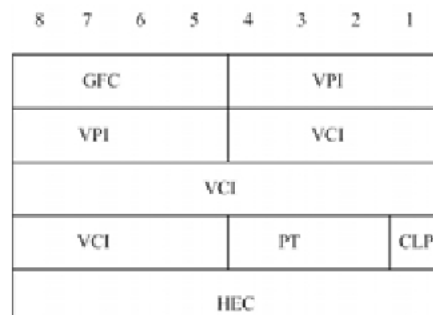 8 7 6 5 4 3 2 1
GFC VPI
VPI VCI
VCI
VCI PT CLP
HEC